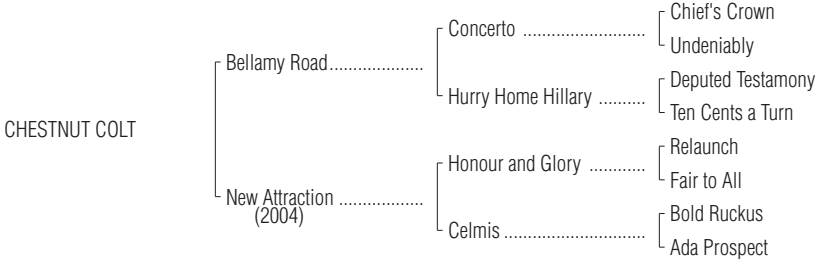 Chief's Crown
Concerto ..........................
Undeniably
Bellamy Road....................
Deputed Testamony
Hurry Home Hillary ..........
Ten Cents a Turn
CHESTNUT COLT
Relaunch
Honour and Glory ............
Fair to All
New Attraction ..................
(2004)
Bold Ruckus
Celmis ..............................
Ada Prospect